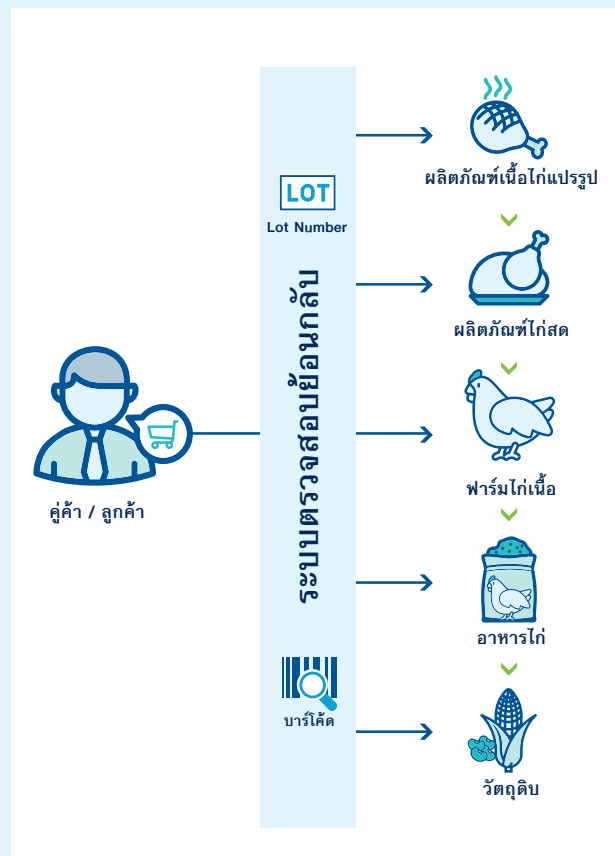 คู่ค้า / ลูกค้า
LOT
Lot Number
ระบบตรวจสอบย้อนกลับ
บาร์โค้ด
ผลิตภัณฑ์เนื้อไก่แปรรูป
ผลิตภัณฑ์ไก่สด
ฟาร์มไก่เนื้อ
อาหารไก่
วัตถุดิบ